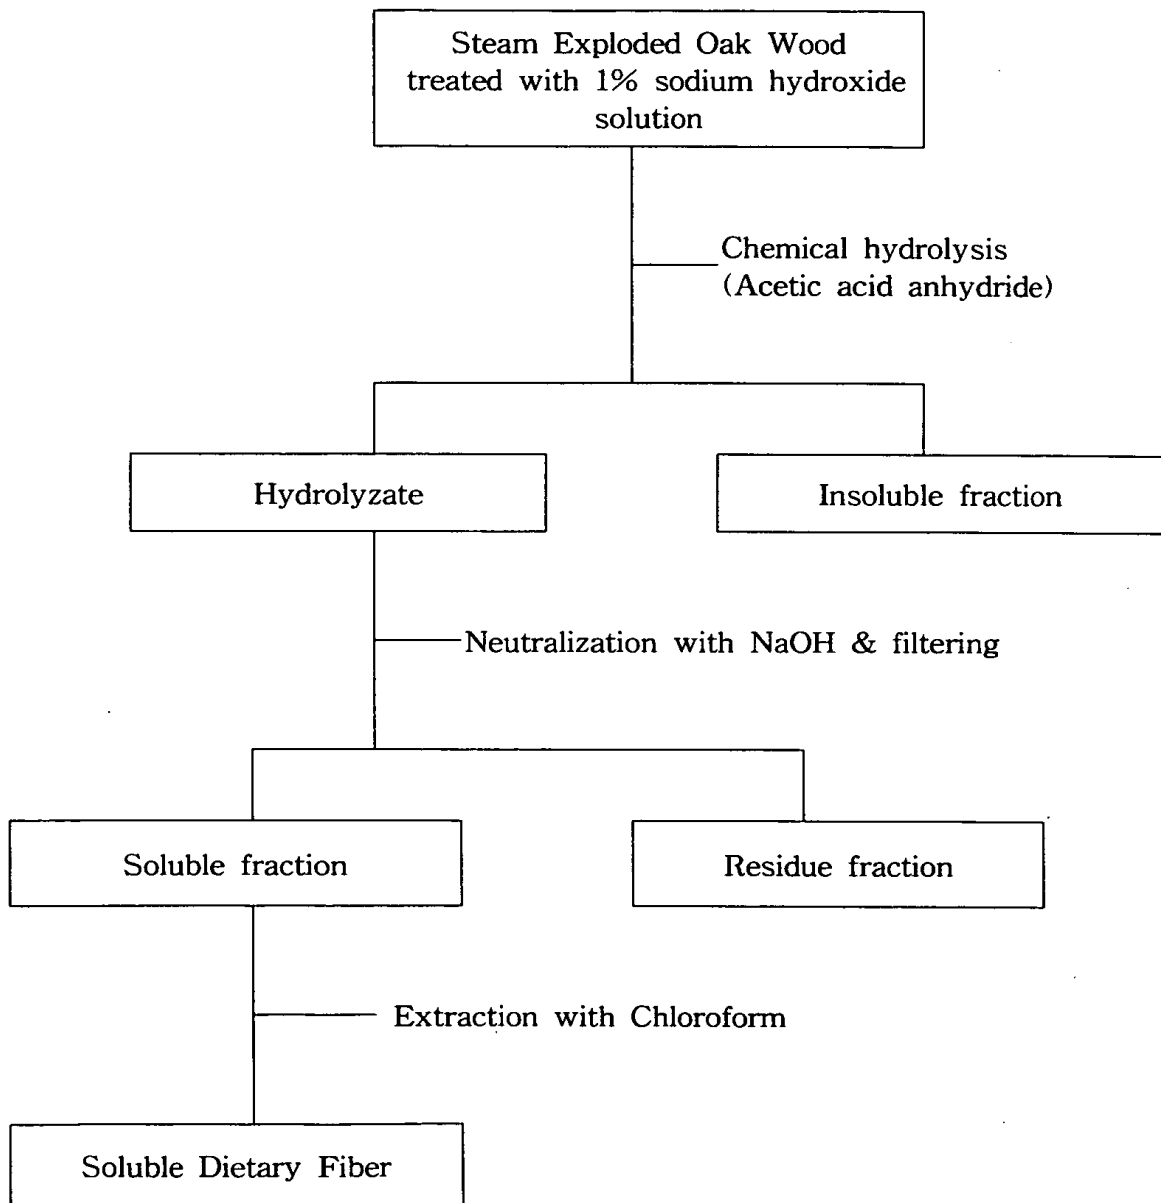 Steam Exploded Oak Wood
treated with 1% sodium hydroxide
solution
Chemical hydrolysis
(Acetic acid anhydride)
Hydrolyzate
Insoluble fraction
Neutralization with NaOH & filtering
Soluble fraction
Residue fraction
Extraction with Chloroform
Soluble Dietary Fiber